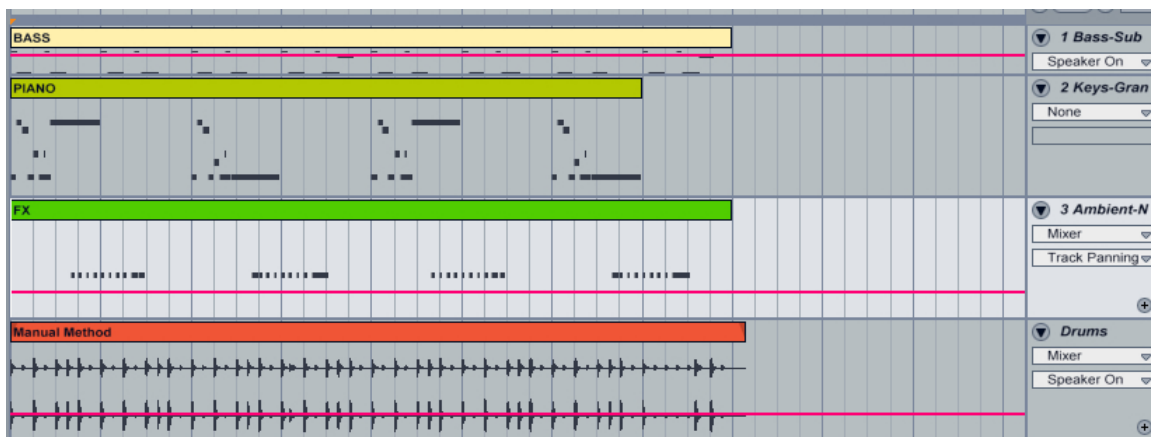 BASS
1 Bass-Sub
Speaker On
PIANO
2 Keys-Gran
None
FX
3 Ambient-N
Mixer
Track Panning
Manual Method
Drums
Mixer
Speaker On